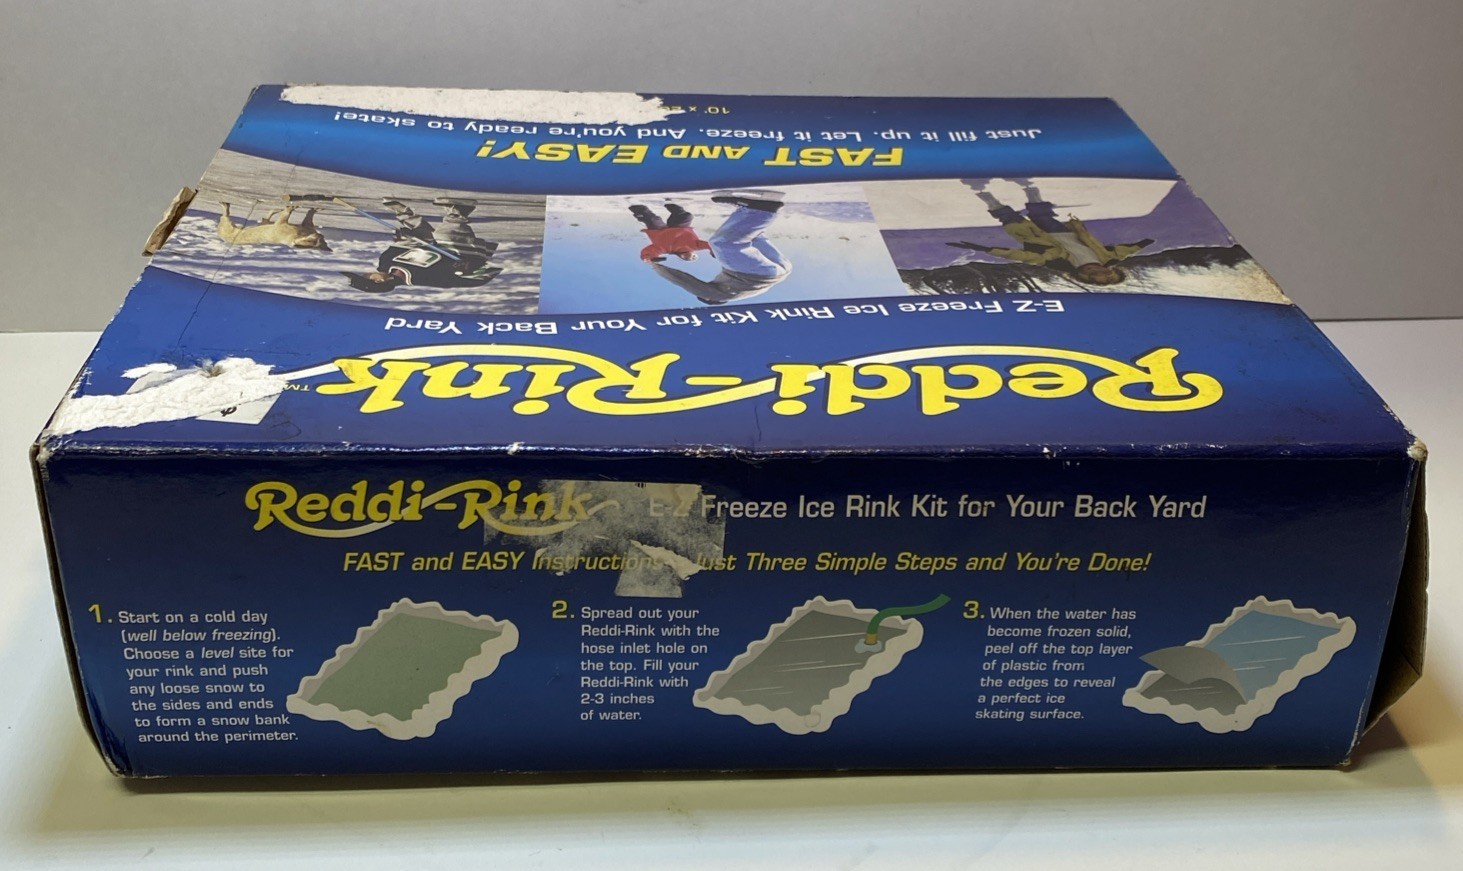 10' x
Just fill it up. Let it freeze. And you're ready to skate!
FAST AND EASY!
E-Z Freeze Ice Rink Kit for Your Back Yard
Reddi-Rink™
Reddi-Rink E-Z Freeze Ice Rink Kit for Your Back Yard
FAST and EASY Instructions Just Three Simple Steps and You're Done!
1. Start on a cold day
(well below freezing).
Choose a level site for
your rink and push
any loose snow to
the sides and ends
to form a snow bank
around the perimeter.
2. Spread out your
Reddi-Rink with the
hose inlet hole on
the top. Fill your
Reddi-Rink with
2-3 inches
of water.
3. When the water has
become frozen solid,
peel off the top layer
of plastic from
the edges to reveal
a perfect ice
skating surface.